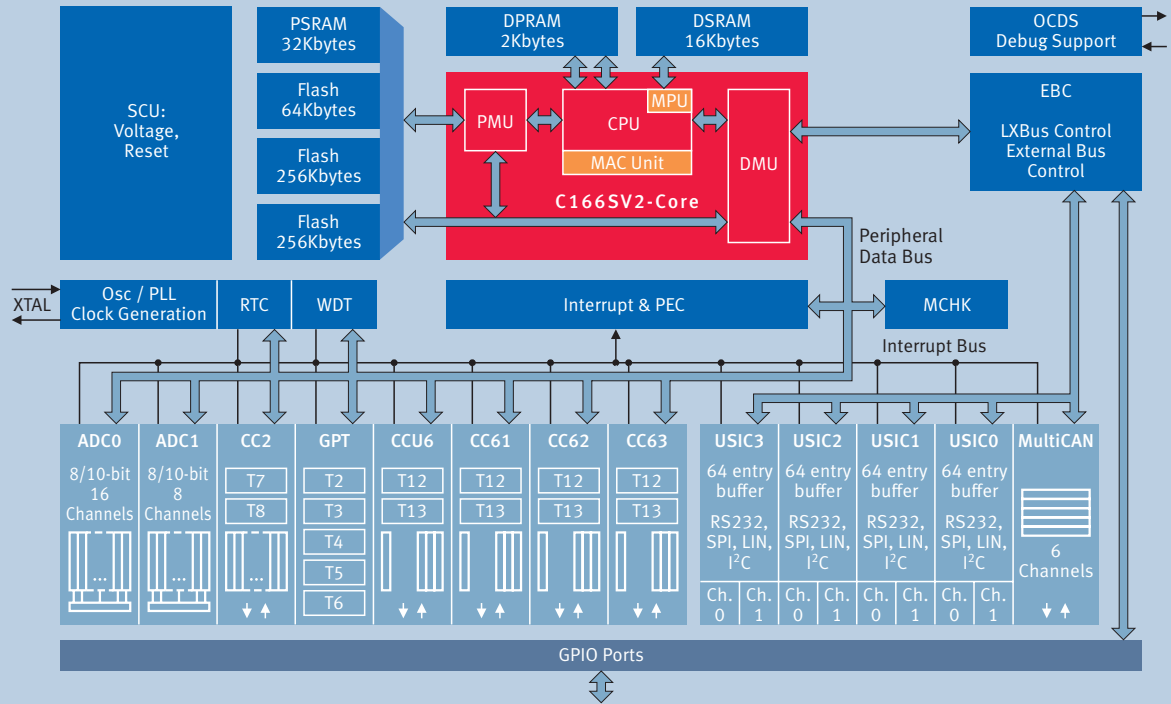 SCU:
Voltage,
Reset
PSRAM
32Kbytes
Flash
64Kbytes
Flash
256Kbytes
Flash
256Kbytes
DPRAM
2Kbytes
DSRAM
16Kbytes
PMU
CPU
MPU
MAC Unit
DMU
C166SV2-Core
OCDS
Debug Support
EBC
LXBus Control
External Bus
Control
Peripheral
Data Bus
XTAL
Osc / PLL
Clock Generation
RTC
WDT
Interrupt & PEC
MCHK
Interrupt Bus
ADC0
8/10-bit
16
Channels
...
ADC1
8/10-bit
8
Channels
...
CC2
T7
T8
...
GPT
T2
T3
T4
T5
T6
CCU6
T12
T13
CC61
T12
T13
CC62
T12
T13
CC63
T12
T13
USIC3
64 entry
buffer
RS232,
SPI, LIN,
I²C
Ch.
0
Ch.
1
USIC2
64 entry
buffer
RS232,
SPI, LIN,
I²C
Ch.
0
Ch.
1
USIC1
64 entry
buffer
RS232,
SPI, LIN,
I²C
Ch.
0
Ch.
1
USIC0
64 entry
buffer
RS232,
SPI, LIN,
I²C
Ch.
0
Ch.
1
MultiCAN
6
Channels
GPIO Ports